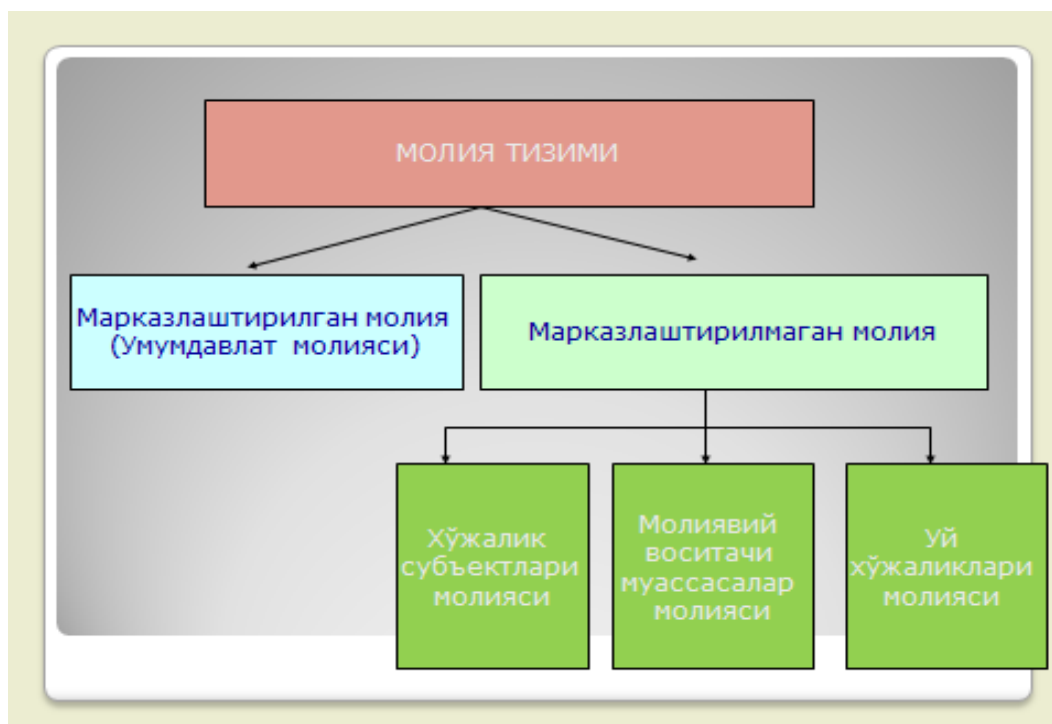 МОЛИЯ ТИЗИМИ
Марказлаштирилган молия
(Умумдавлат молияси)
Марказлаштирилмаган молия
Хўжалик
субъектлари
молияси
Молиявий
воситачи
муассасалар
молияси
Уй
хўжаликлари
молияси